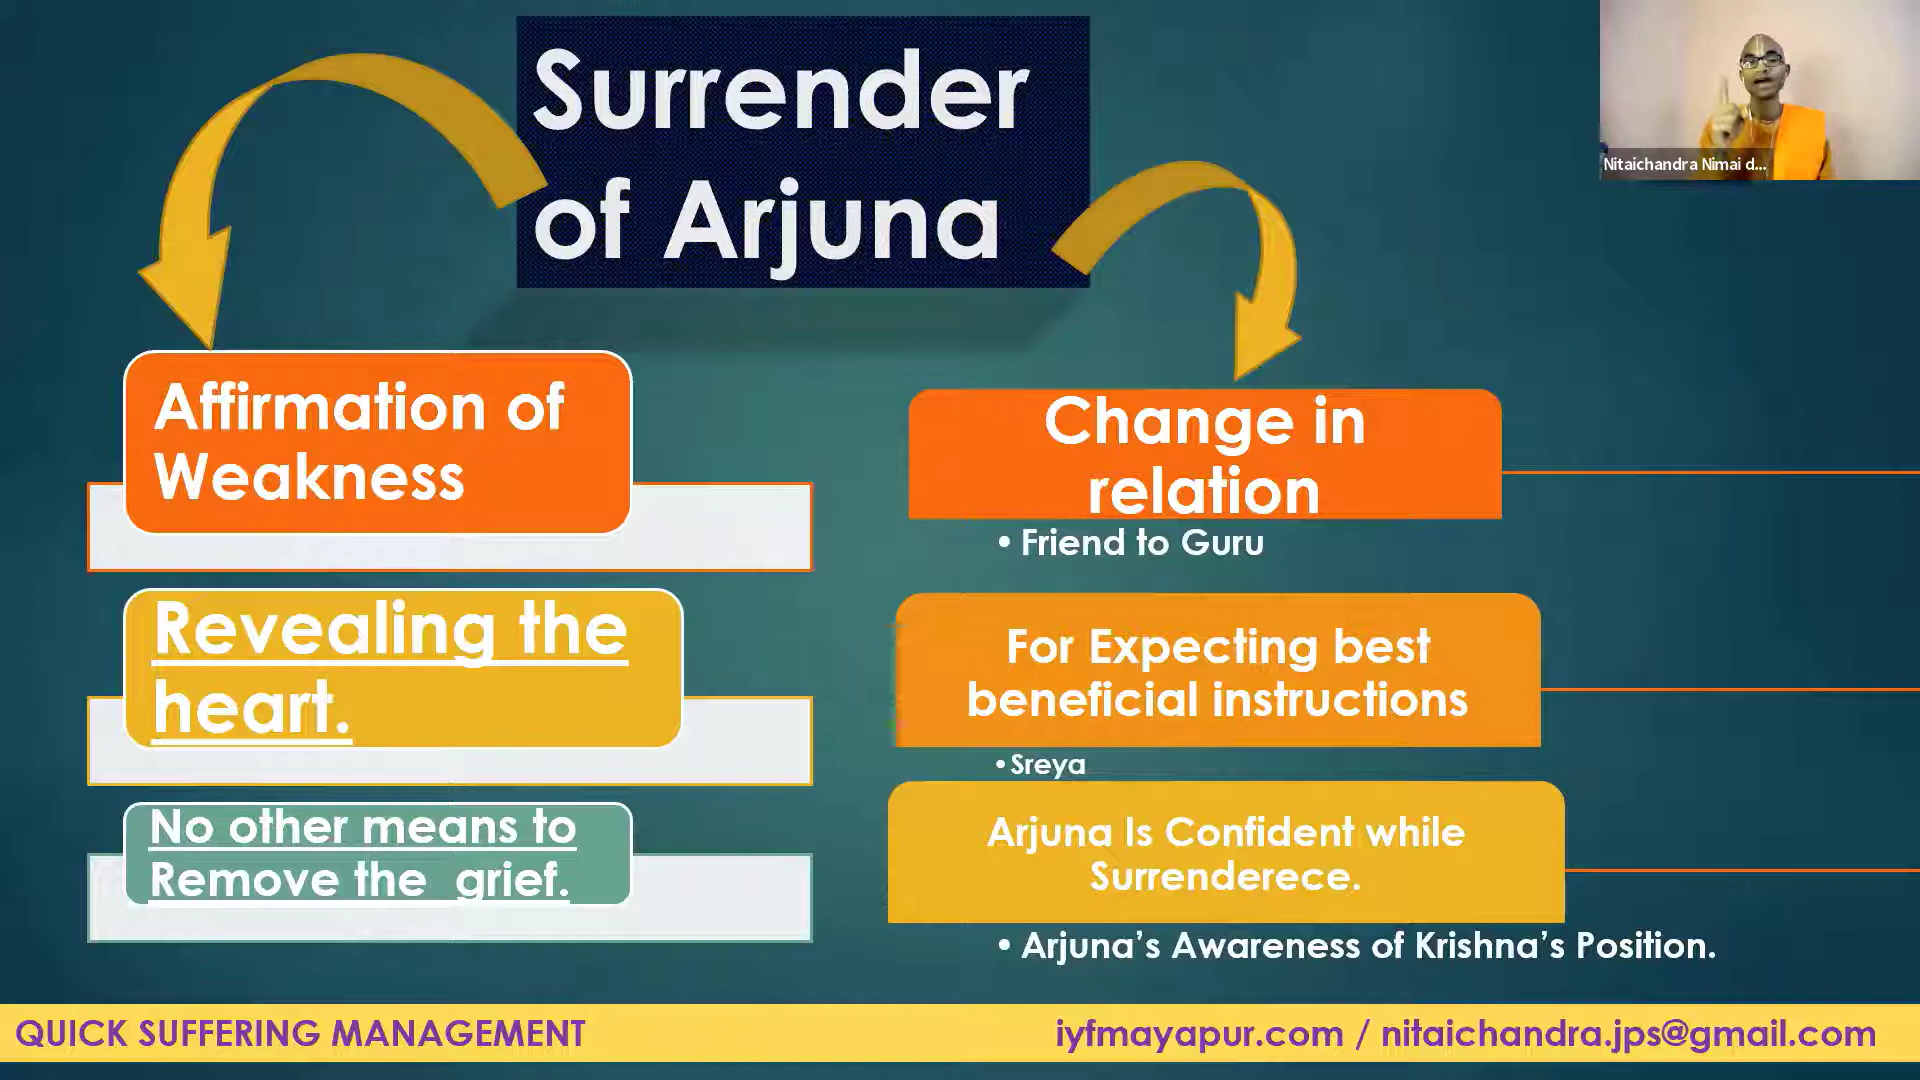 Surrender
of Arjuna
Nitaichandra Nimai d...
Affirmation of
Weakness
Revealing the
heart.
No other means to
Remove the grief.
Change in
relation
• Friend to Guru
For Expecting best
beneficial instructions
• Sreya
Arjuna Is Confident while
Surrenderece.
• Arjuna’s Awareness of Krishna’s Position.
QUICK SUFFERING MANAGEMENT
iyfmayapur.com / nitaichandra.jps@gmail.com